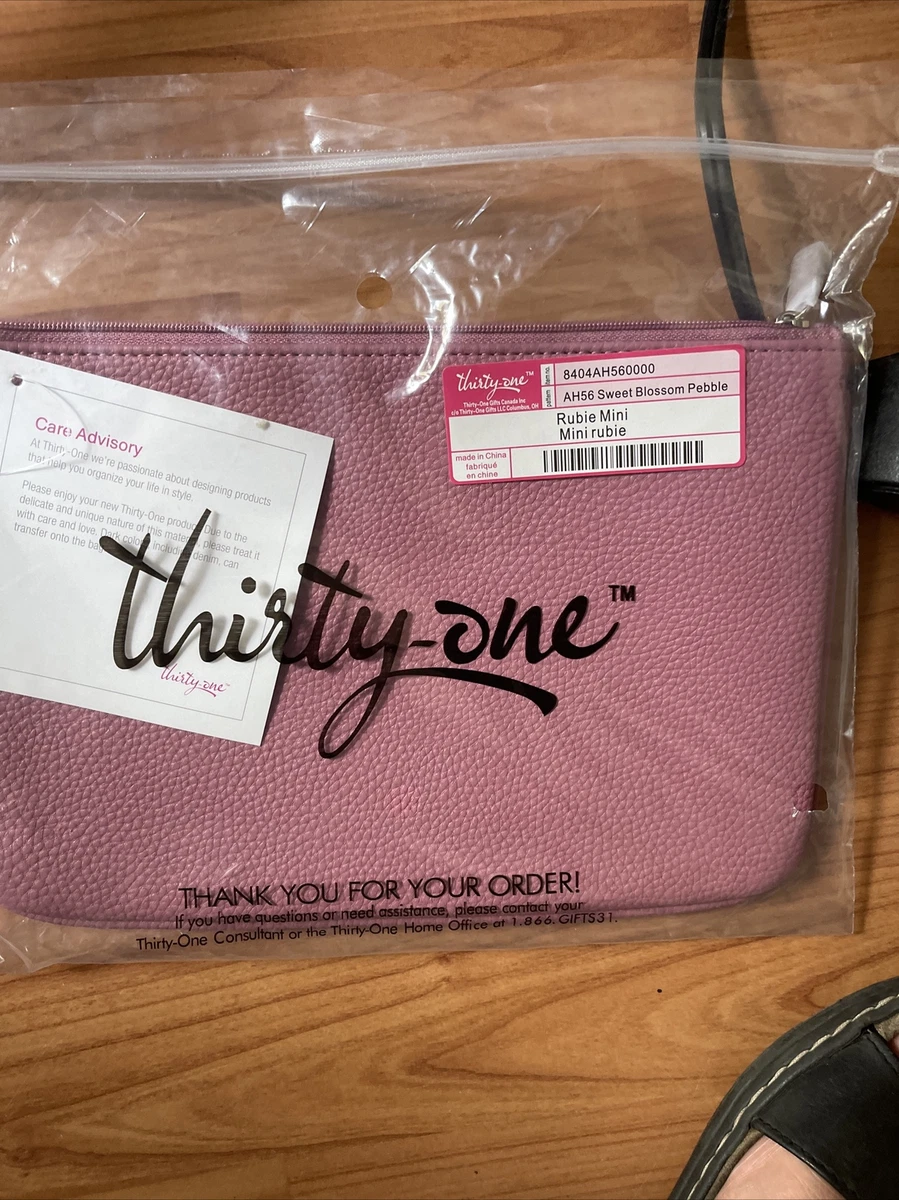 thirty-one™
Thirty-One Gifts Canada Inc
c/o Thirty-One Gifts LLC Columbus, OH
item no.
8404AH560000
pattern
AH56 Sweet Blossom Pebble
Rubie Mini
Mini rubie
made in China
fabriqué
en chine
Care Advisory
At Thirty-One we're passionate about designing products
that help you organize your life in style.
Please enjoy your new Thirty-One product. Due to the
delicate and unique nature of this material, please treat it
with care and love. Dark colors, including denim, can
transfer onto the bag
thirty-one™
thirty-one™
THANK YOU FOR YOUR ORDER!
If you have questions or need assistance, please contact your
Thirty-One Consultant or the Thirty-One Home Office at 1.866.GIFTS31.